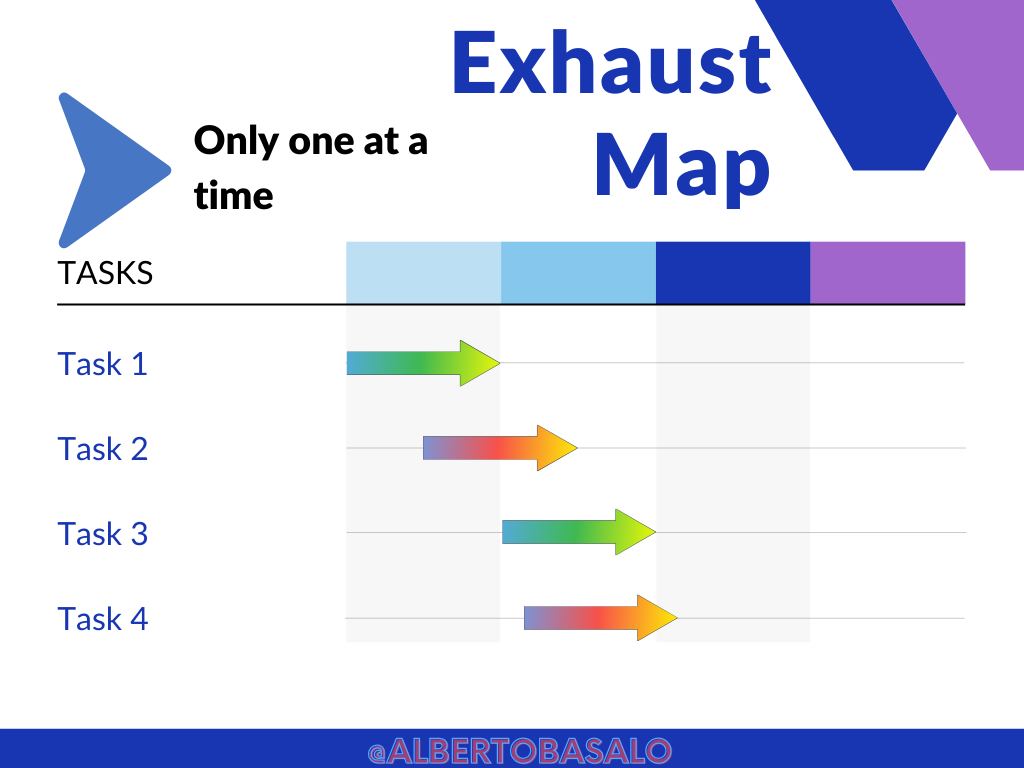 Exhaust
Map
Only one at a
time
TASKS
Task 1
Task 2
Task 3
Task 4
@ALBERTOBASALO